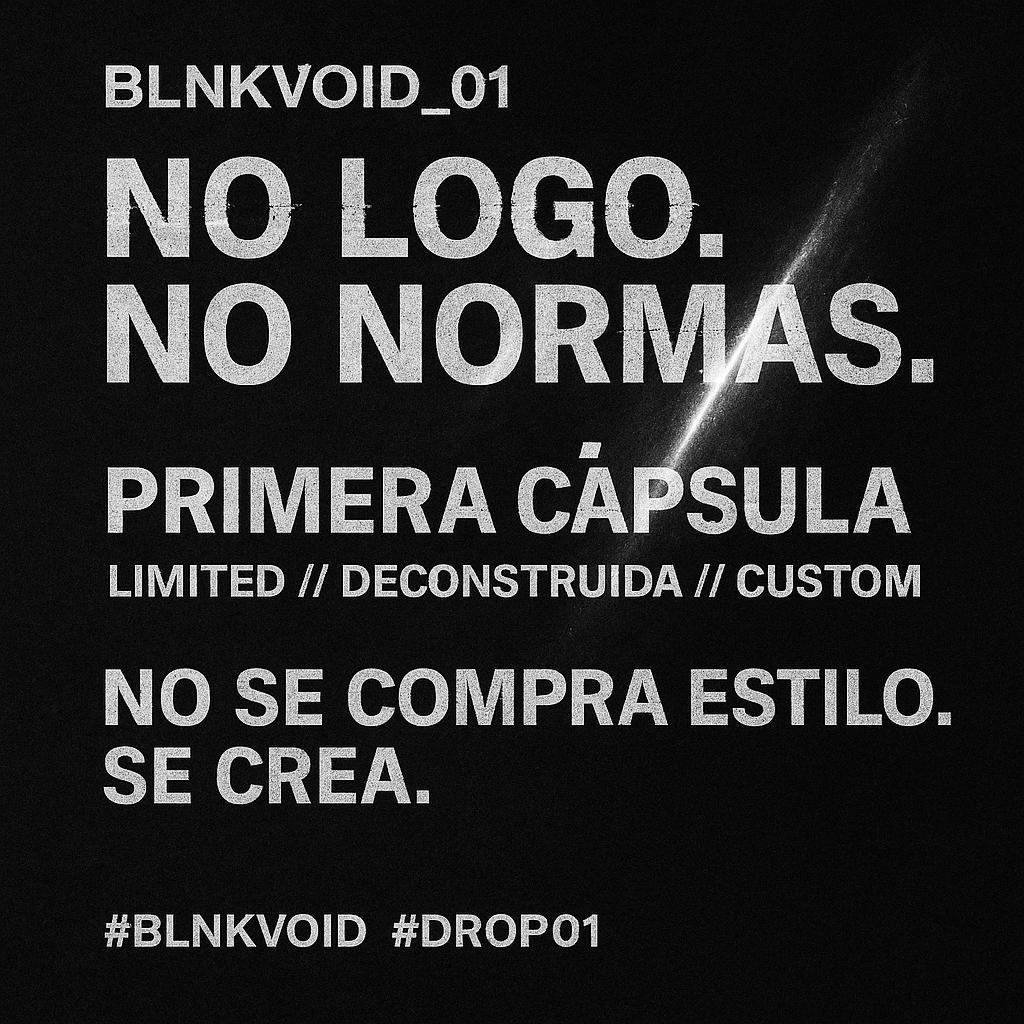 BLNKVOID_01
NO LOGO.
NO NORMAS.
PRIMERA CÁPSULA
LIMITED // DECONSTRUIDA // CUSTOM
NO SE COMPRA ESTILO.
SE CREA.
#BLNKVOID #DROP01